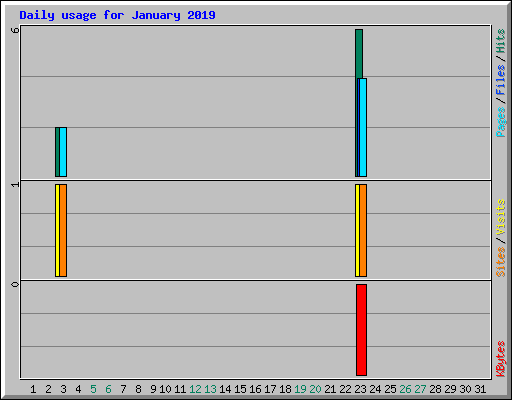 Daily usage for January 2019
6
1
0
Pages / Files / Hits
Sites / Visits
KBytes
1 2 3 4 5 6 7 8 9 10 11 12 13 14 15 16 17 18 19 20 21 22 23 24 25 26 27 28 29 30 31